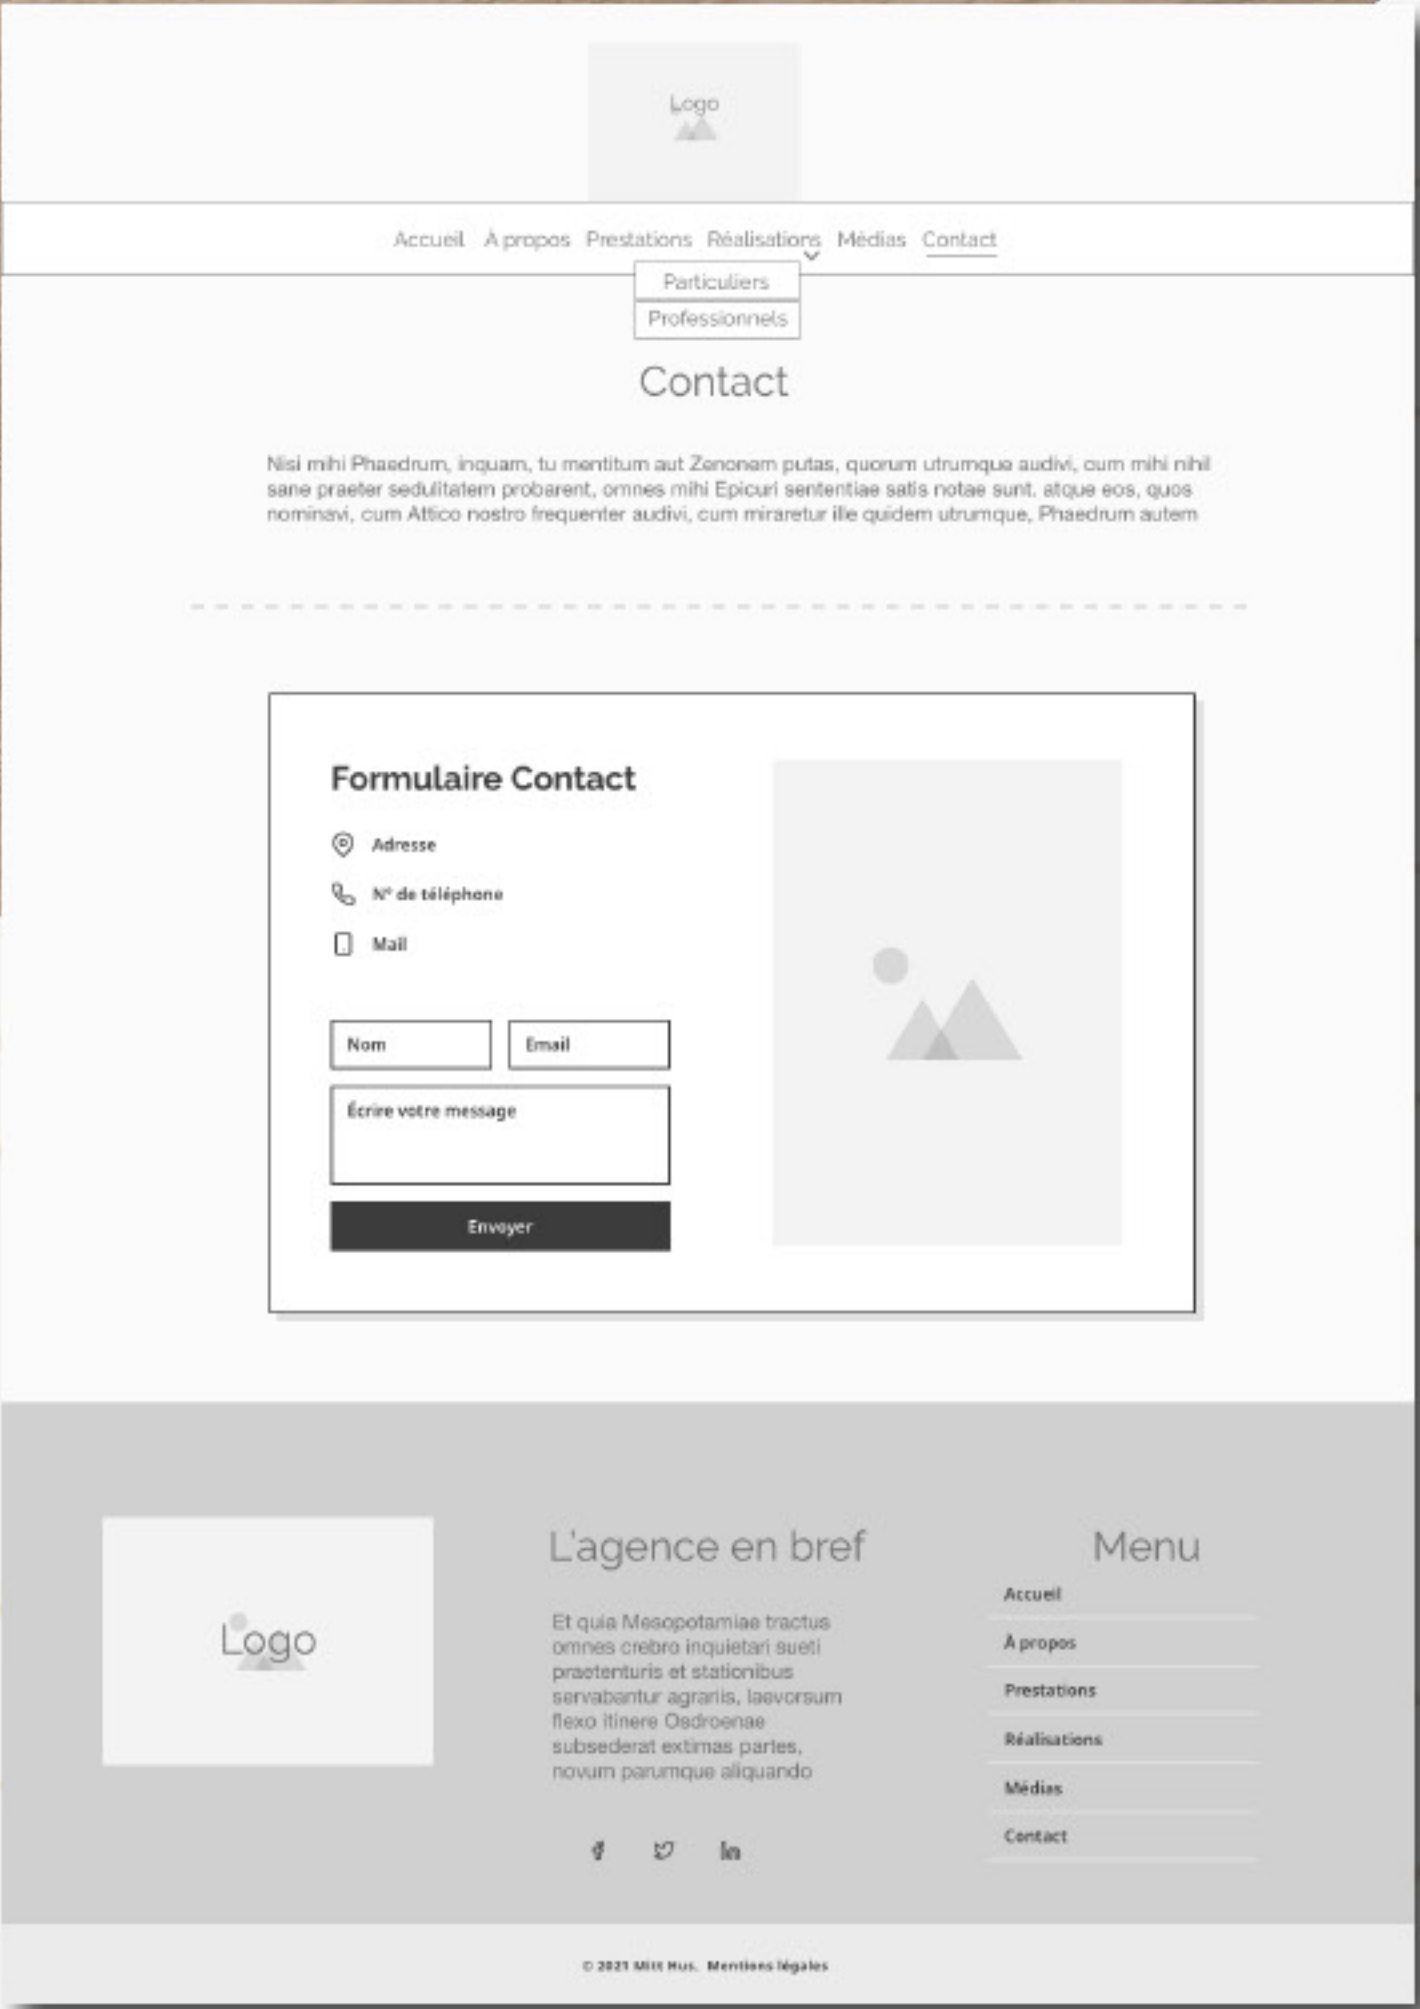 Logo
Accueil À propos Prestations Réalisations Médias Contact
Particuliers
Professionnels
Contact
Nisi mihi Phaedrum, inquam, tu mentitum aut Zenonem putas, quorum utrumque audivi, cum mihi nihil
sane praeter sedulitatem probarent, omnes mihi Epicuri sententiae satis notae sunt. atque eos, quos
nominavi, cum Attico nostro frequenter audivi, cum miraretur ille quidem utrumque, Phaedrum autem
Formulaire Contact
Adresse
N° de téléphone
Mail
Nom
Email
Écrire votre message
Envoyer
Logo
L'agence en bref
Et quia Mesopotamiae tractus
omnes crebro inquietari sueti
praetenturis et stationibus
servabantur agrariis, laevorsum
flexo itinere Osdroenae
subsederat extimas partes,
novum parumque aliquando
Menu
Accueil
À propos
Prestations
Réalisations
Médias
Contact
© 2021 Mitt Hus. Mentions légales